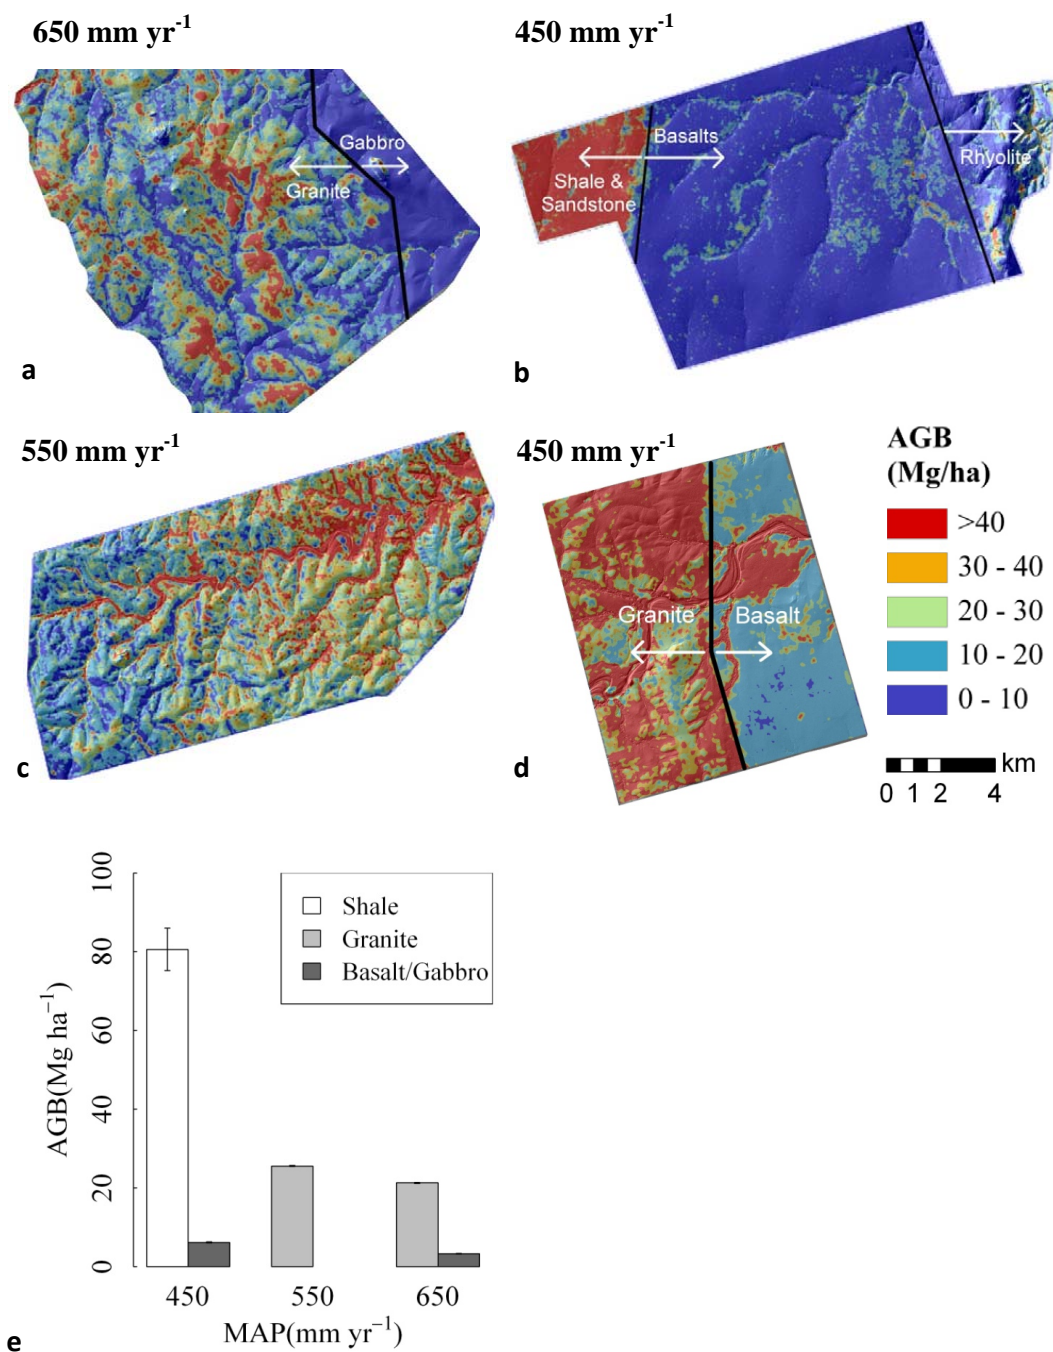 650 mm yr-1
450 mm yr-1
Gabbro
Granite
Basalts
Shale &
Sandstone
Rhyolite
a
b
550 mm yr-1
450 mm yr-1
Granite
Basalt
c
d
AGB
(Mg/ha)
>40
30 - 40
20 - 30
10 - 20
0 - 10
km
0 1 2 4
100
80
60
40
20
0
AGB(Mg ha−1)
Shale
Granite
Basalt/Gabbro
450 550 650
MAP(mm yr−1)
e